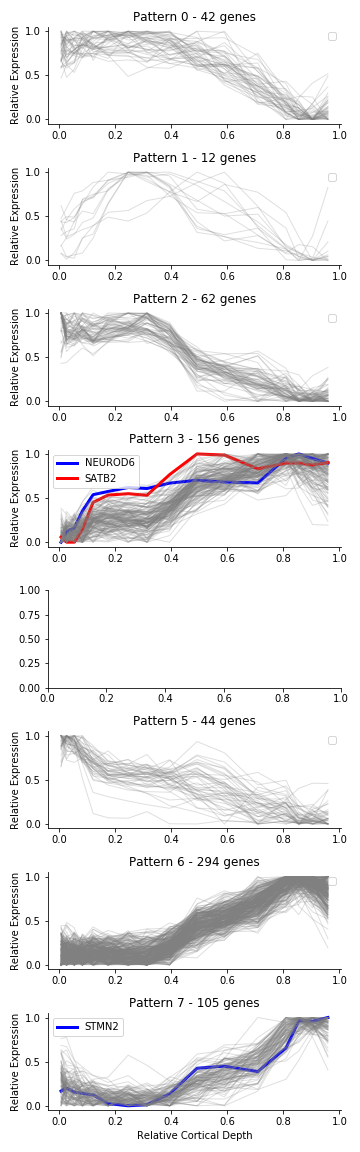 Pattern 0 - 42 genes
1.0
0.5
0.0
Relative Expression
0.0 0.2 0.4 0.6 0.8 1.0
Pattern 1 - 12 genes
1.0
0.5
0.0
Relative Expression
0.0 0.2 0.4 0.6 0.8 1.0
Pattern 2 - 62 genes
1.0
0.5
0.0
Relative Expression
0.0 0.2 0.4 0.6 0.8 1.0
Pattern 3 - 156 genes
1.0
0.5
0.0
Relative Expression
NEUROD6
SATB2
0.0 0.2 0.4 0.6 0.8 1.0
1.00
0.75
0.50
0.25
0.00
0.0 0.2 0.4 0.6 0.8 1.0
Pattern 5 - 44 genes
1.0
0.5
0.0
Relative Expression
0.0 0.2 0.4 0.6 0.8 1.0
Pattern 6 - 294 genes
1.0
0.5
0.0
Relative Expression
0.0 0.2 0.4 0.6 0.8 1.0
Pattern 7 - 105 genes
1.0
0.5
0.0
Relative Expression
STMN2
0.0 0.2 0.4 0.6 0.8 1.0
Relative Cortical Depth